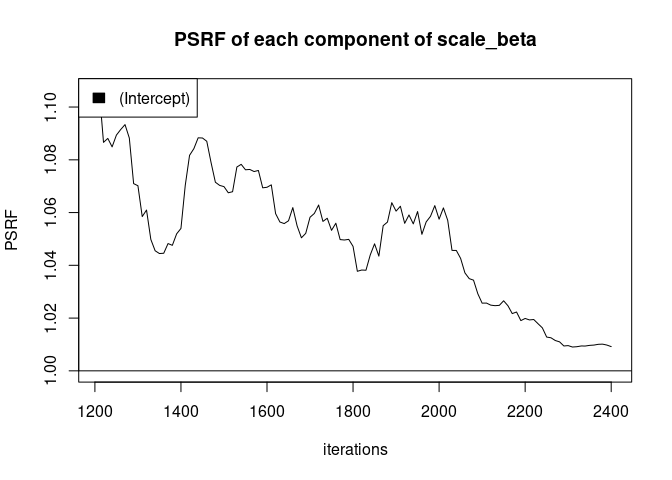 PSRF of each component of scale_beta
(Intercept)
PSRF
1.10
1.08
1.06
1.04
1.02
1.00
1200 1400 1600 1800 2000 2200 2400
iterations